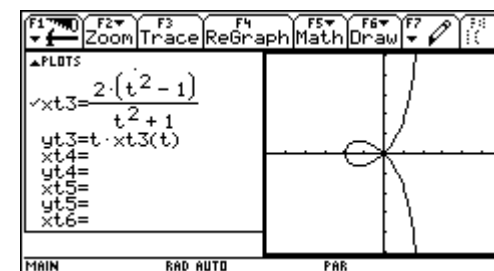 F1 F2 F3 F4 F5 F6 F7
Zoom Trace ReGraph Math Draw
▲PLOTS
✓xt3=2·(t² − 1)/(t² + 1)
yt3=t·xt3(t)
xt4=
yt4=
xt5=
yt5=
xt6=
MAIN RAD AUTO PAR